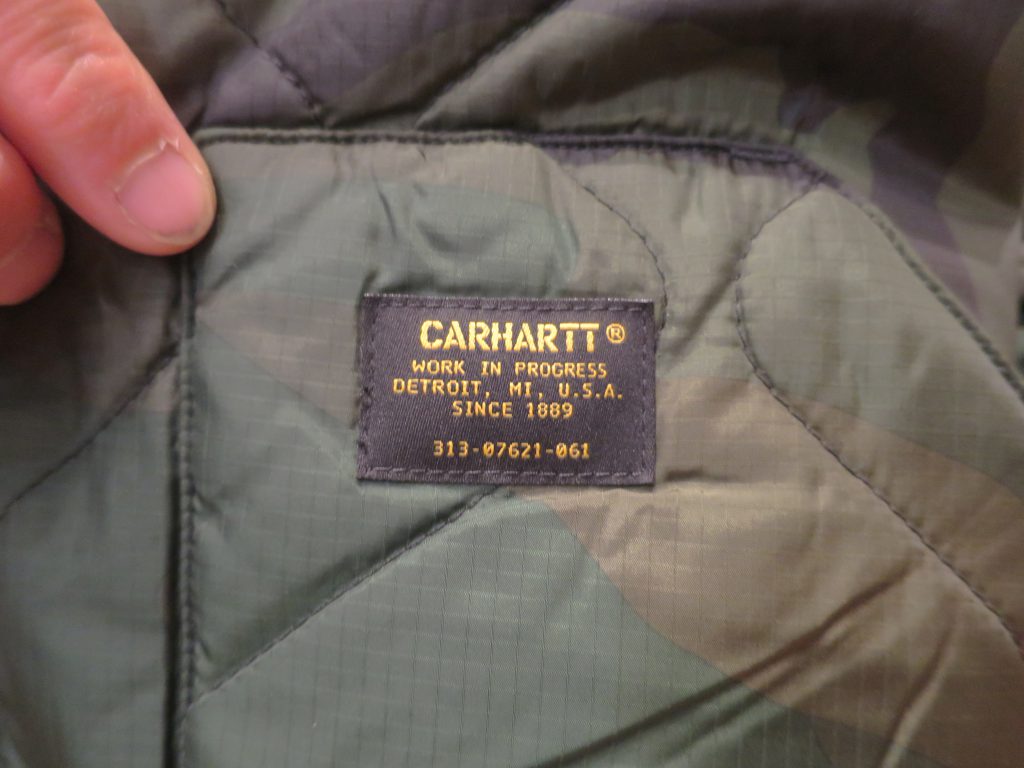 CARHARTT®
WORK IN PROGRESS
DETROIT, MI, U.S.A.
SINCE 1889
313-07621-061